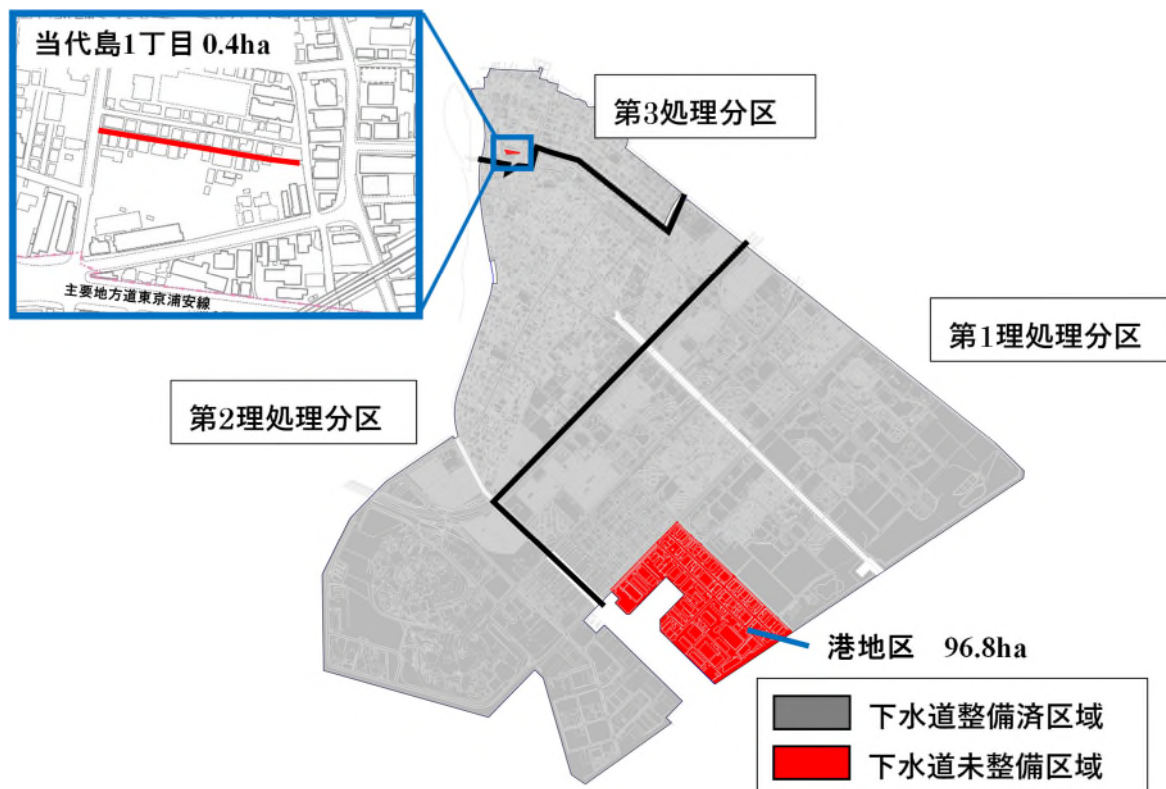 当代島1丁目 0.4ha
主要地方道東京浦安線
第3処理分区
第1理処理分区
第2理処理分区
港地区 96.8ha
下水道整備済区域
下水道未整備区域